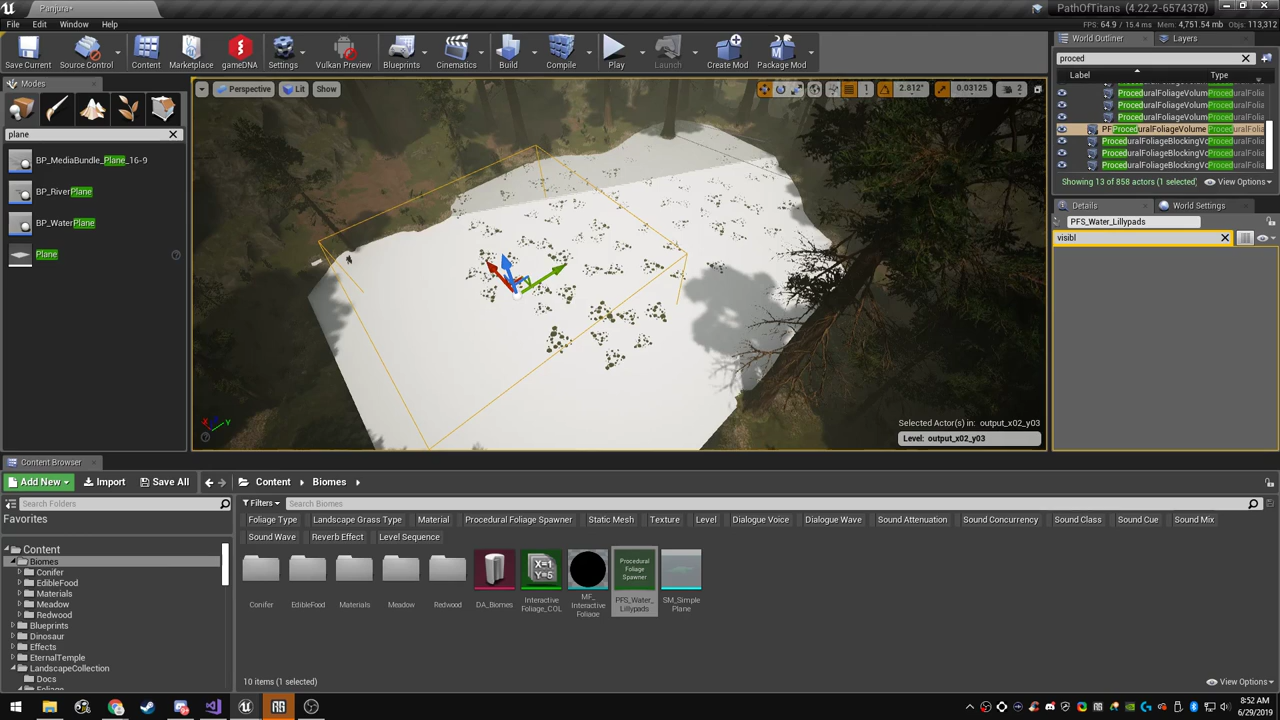 Panjura*
PathOfTitans (4.22.2-6574378)
File Edit Window Help
FPS: 64.9 / 15.4 ms Mem: 4,751.54 mb Objs: 113,312
Save Current Source Control Content Marketplace gameDNA Settings Vulkan Preview Blueprints Cinematics Build Compile Play Launch Create Mod Package Mod
World Outliner Layers
proced
Label Type
ProceduralFoliageVolum ProceduralFolia
ProceduralFoliageVolum ProceduralFolia
ProceduralFoliageVolum ProceduralFolia
PFProceduralFoliageVolume ProceduralFolia
ProceduralFoliageBlockingVo ProceduralFolia
ProceduralFoliageBlockingVo ProceduralFolia
ProceduralFoliageBlockingVo ProceduralFolia
Showing 13 of 858 actors (1 selected) View Options
Details World Settings
PFS_Water_Lillypads
visibl
Modes
plane
BP_MediaBundle_Plane_16-9
BP_RiverPlane
BP_WaterPlane
Plane
Perspective Lit Show
1 2.812° 0.03125 2
X Y
Selected Actor(s) in: output_x02_y03
Level: output_x02_y03
Content Browser
Add New Import Save All Content Biomes
Search Folders
Filters Search Biomes
Favorites
Foliage Type Landscape Grass Type Material Procedural Foliage Spawner Static Mesh Texture Level Dialogue Voice Dialogue Wave Sound Attenuation Sound Concurrency Sound Class Sound Cue Sound Mix
Sound Wave Reverb Effect Level Sequence
Content
Biomes
Conifer
EdibleFood
Materials
Meadow
Redwood
Blueprints
Dinosaur
Effects
EternalTemple
LandscapeCollection
Docs
Foliage
Procedural
Foliage
Spawner
X=1
Y=5
Conifer EdibleFood Materials Meadow Redwood DA_Biomes Interactive Foliage_COL MF_Interactive Foliage PFS_Water_Lillypads SM_Simple Plane
10 items (1 selected)
View Options
8:52 AM
6/29/2019